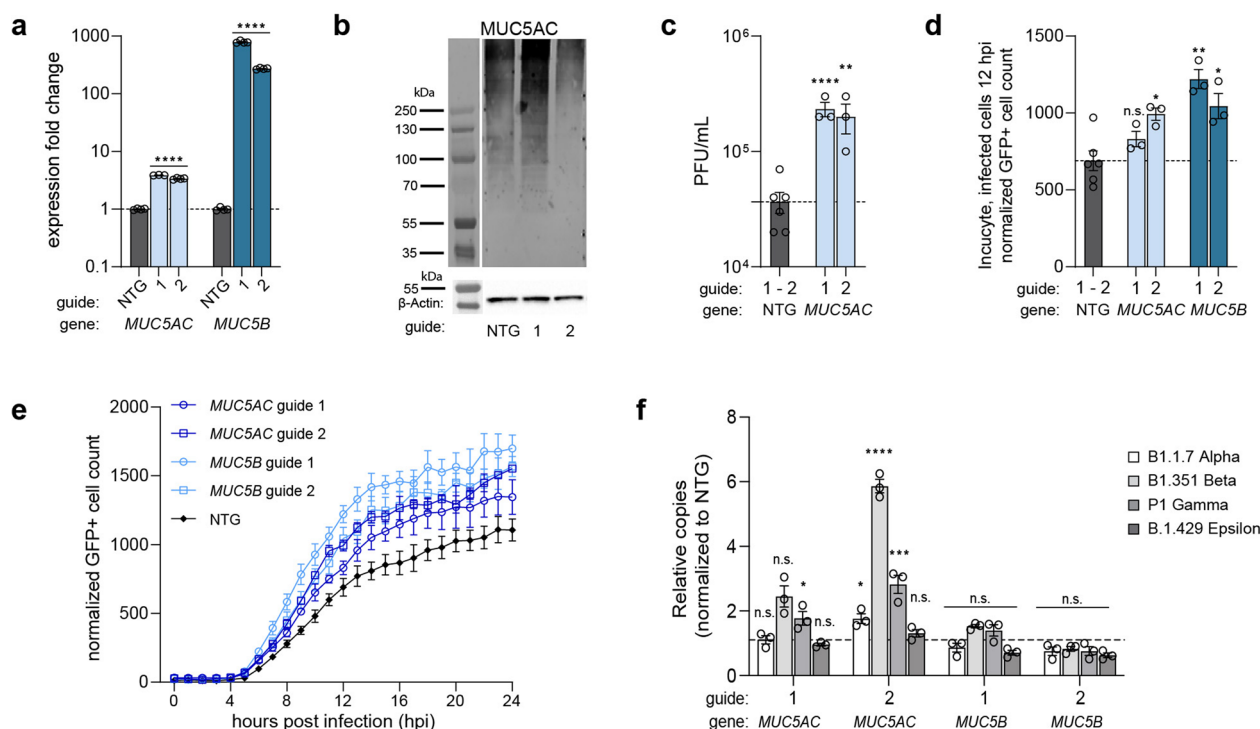 a
expression fold change
1000
100
10
1
0.1
****
****
guide: NTG 1 2 NTG 1 2
gene: MUC5AC MUC5B
b
MUC5AC
kDa
250
130
100
70
55
35
kDa
55
β-Actin:
guide: NTG 1 2
c
PFU/mL
10⁶
10⁵
10⁴
****
**
guide: 1 - 2 1 2
gene: NTG MUC5AC
d
Incucyte, infected cells 12 hpi
normalized GFP+ cell count
1500
1000
500
0
n.s.
*
**
*
guide: 1 - 2 1 2 1 2
gene: NTG MUC5AC MUC5B
e
normalized GFP+ cell count
2000
1500
1000
500
0
MUC5AC guide 1
MUC5AC guide 2
MUC5B guide 1
MUC5B guide 2
NTG
0 4 8 12 16 20 24
hours post infection (hpi)
f
Relative copies
(normalized to NTG)
8
6
4
2
0
n.s.
n.s.
*
n.s.
*
****
***
n.s.
n.s.
n.s.
B1.1.7 Alpha
B1.351 Beta
P1 Gamma
B.1.429 Epsilon
guide: 1 2 1 2
gene: MUC5AC MUC5AC MUC5B MUC5B